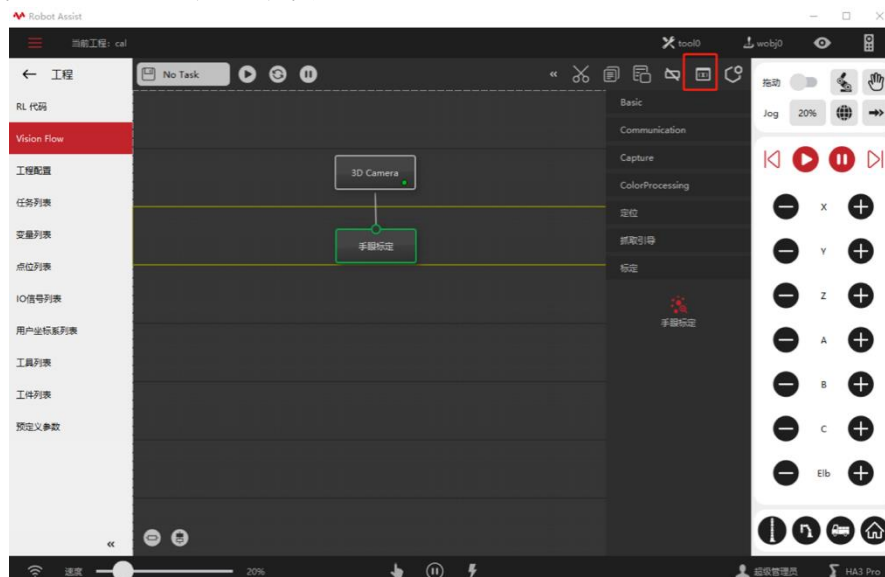 Robot Assist
当前工程: cal
tool0
wobj0
工程
No Task
RL 代码
Vision Flow
工程配置
任务列表
变量列表
点位列表
IO信号列表
用户坐标系列表
工具列表
工件列表
预定义参数
3D Camera
手眼标定
Basic
Communication
Capture
ColorProcessing
定位
抓取引导
标定
手眼标定
拖动
Jog
20%
X
Y
Z
A
B
C
Elb
速度
20%
超级管理员
HA3 Pro